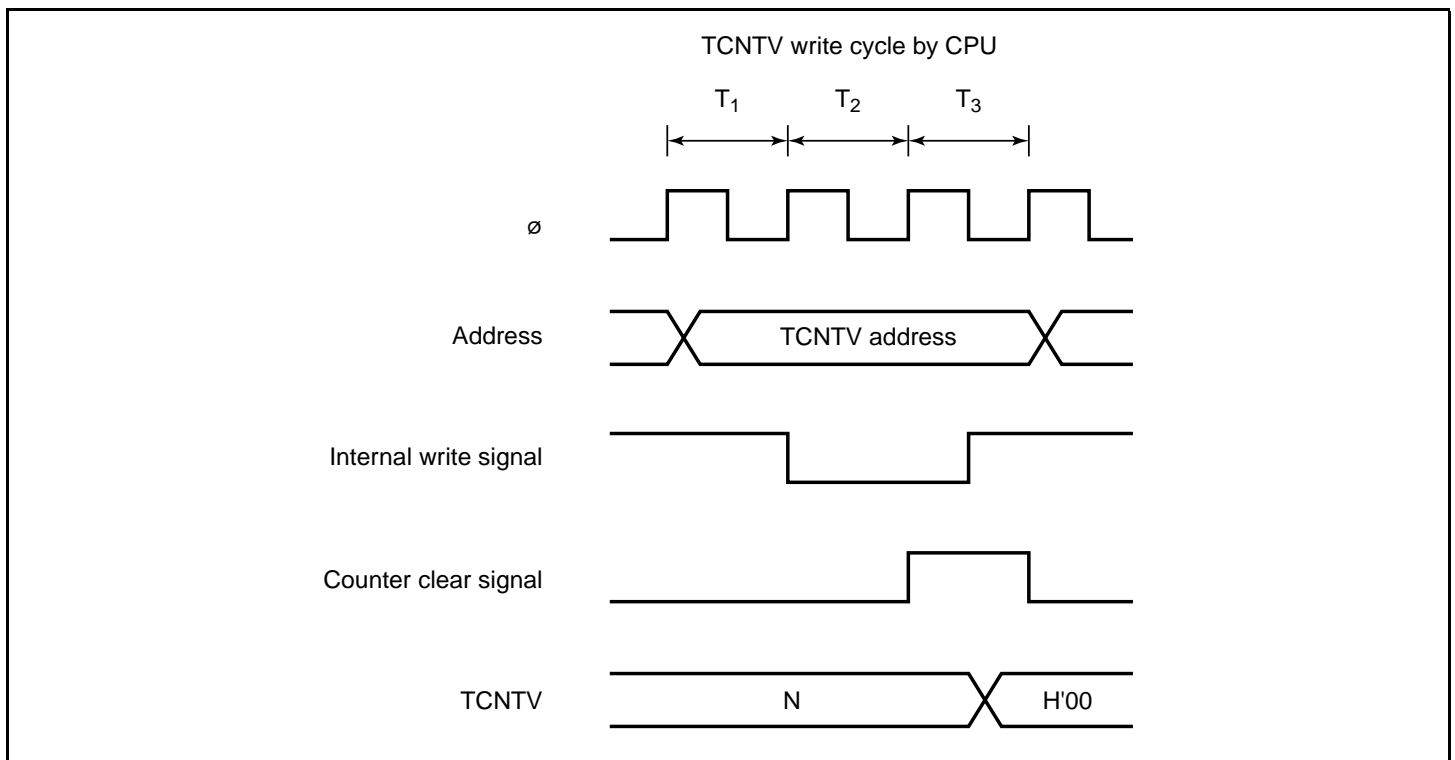 TCNTV write cycle by CPU
T1 T2 T3
ø
Address TCNTV address
Internal write signal
Counter clear signal
TCNTV N H'00